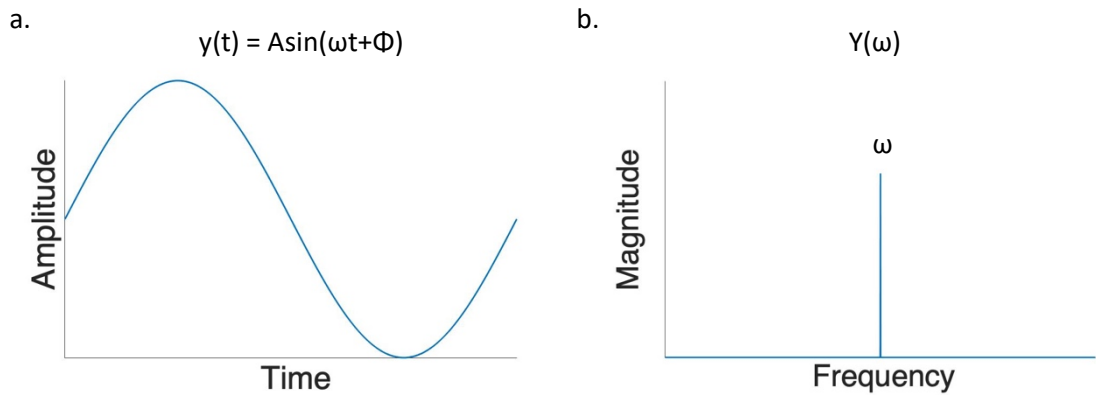 a.
y(t) = Asin(ωt+Φ)
Amplitude
Time
b.
Y(ω)
ω
Magnitude
Frequency